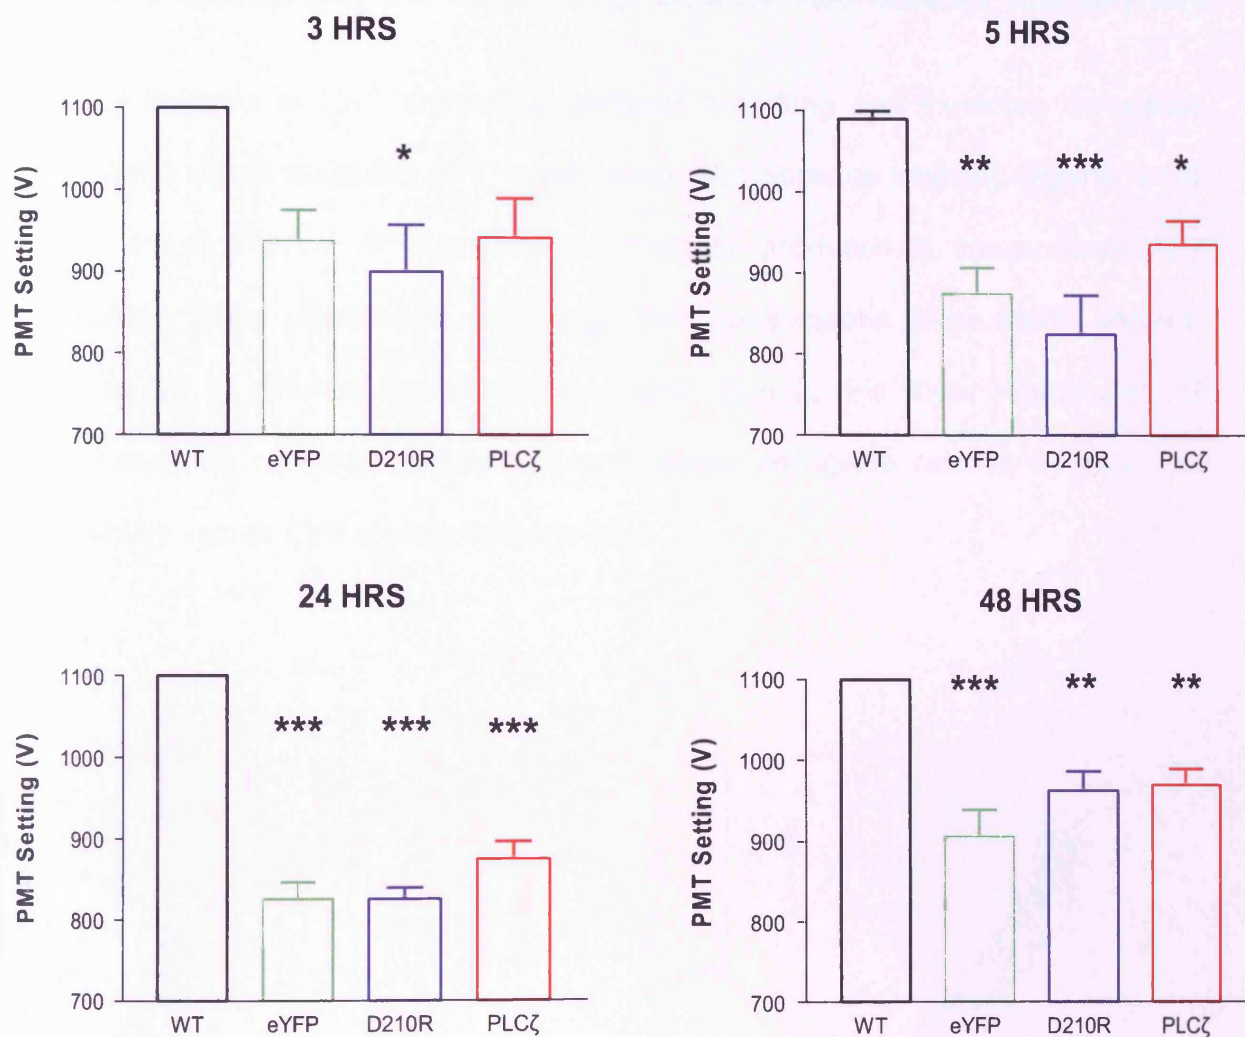 3 HRS
PMT Setting (V)
1100
1000
900
800
700
*
WT eYFP D210R PLCζ
5 HRS
PMT Setting (V)
1100
1000
900
800
700
** *** *
WT eYFP D210R PLCζ
24 HRS
PMT Setting (V)
1100
1000
900
800
700
*** *** ***
WT eYFP D210R PLCζ
48 HRS
PMT Setting (V)
1100
1000
900
800
700
*** ** **
WT eYFP D210R PLCζ